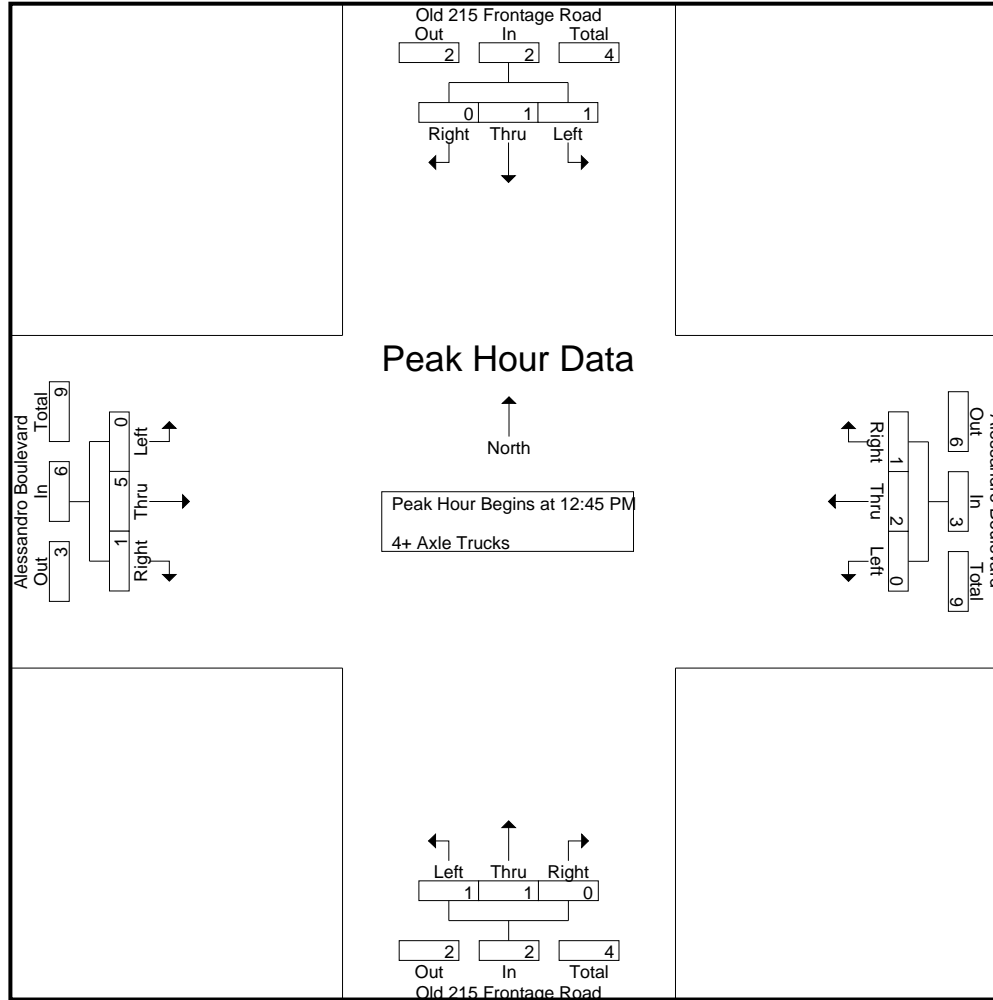 Old 215 Frontage Road
Out In Total
2 2 4
0 1 1
Right Thru Left
Peak Hour Data
North
Peak Hour Begins at 12:45 PM
4+ Axle Trucks
Alessandro Boulevard
Total In Out
9 6 3
0 5 1
Left Thru Right
Right Thru Left
1 2 0
6 3 9
Out In Total
Boulevard
Left Thru Right
1 1 0
2 2 4
Out In Total
Old 215 Frontage Road